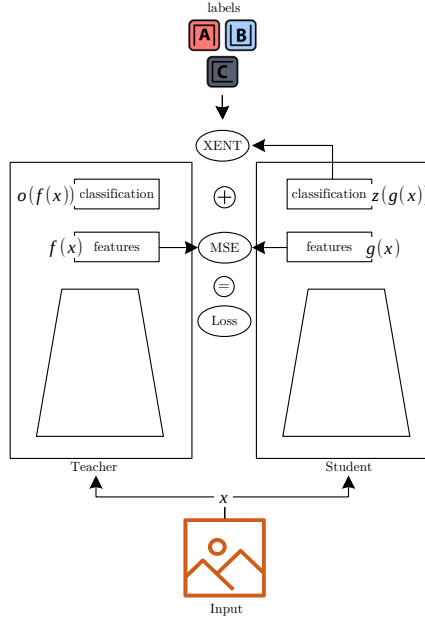 labels
A B
C
XENT
o(f(x)) classification
classification z(g(x))
+
f(x) features
MSE
features g(x)
=
Loss
Teacher
Student
x
Input